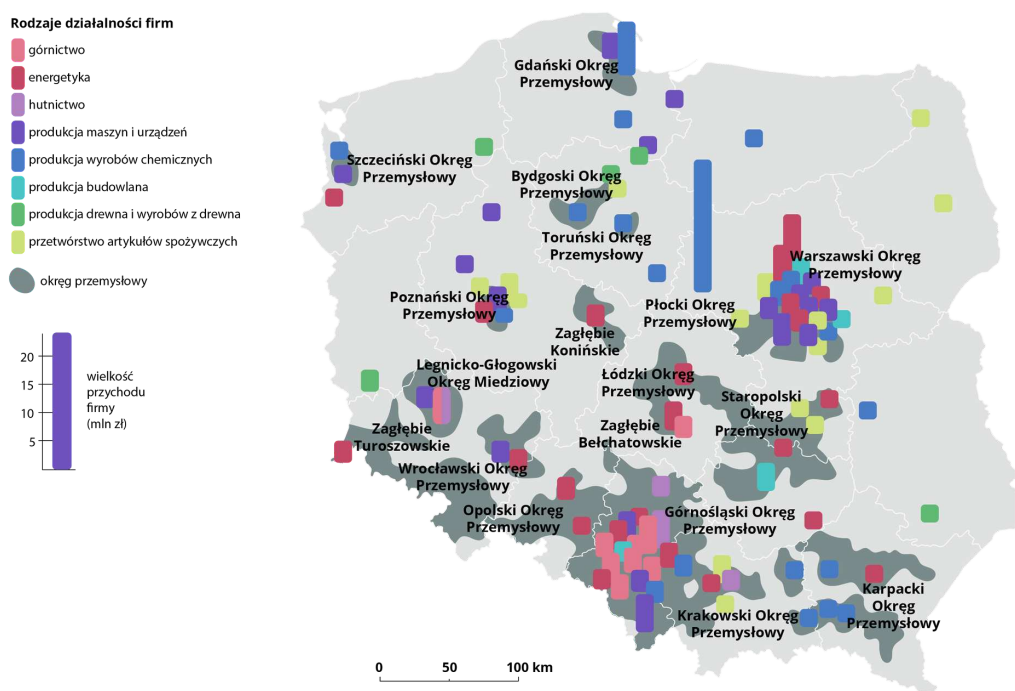 Rodzaje działalności firm
górnictwo
energetyka
hutnictwo
produkcja maszyn i urządzeń
produkcja wyrobów chemicznych
produkcja budowlana
produkcja drewna i wyrobów z drewna
przetwórstwo artykułów spożywczych
okręg przemysłowy
20
15
10
5
wielkość
przychodu
firmy
(mln zł)
Gdański Okręg
Przemysłowy
Szczeciński Okręg
Przemysłowy
Bydgoski Okręg
Przemysłowy
Toruński Okręg
Przemysłowy
Warszawski Okręg
Przemysłowy
Poznański Okręg
Przemysłowy
Płocki Okręg
Przemysłowy
Zagłębie
Konińskie
Legnicko-Głogowski
Okręg Miedziowy
Łódzki Okręg
Przemysłowy
Staropolski
Okręg
Przemysłowy
Zagłębie
Turoszowskie
Zagłębie
Bełchatowskie
Wrocławski Okręg
Przemysłowy
Opolski Okręg
Przemysłowy
Górnośląski Okręg
Przemysłowy
Karpacki
Okręg
Przemysłowy
Krakowski Okręg
Przemysłowy
0 50 100 km